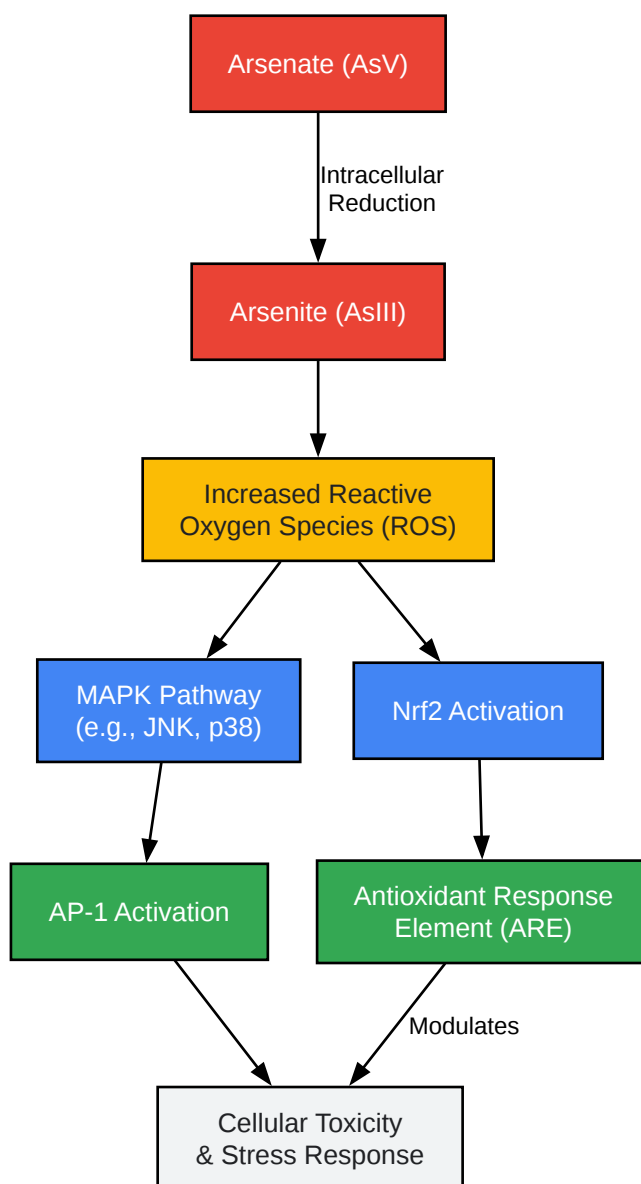 Arsenate (AsV)
Intracellular
Reduction
Arsenite (AsIII)
Increased Reactive
Oxygen Species (ROS)
MAPK Pathway
(e.g., JNK, p38)
Nrf2 Activation
AP-1 Activation
Antioxidant Response
Element (ARE)
Modulates
Cellular Toxicity
& Stress Response